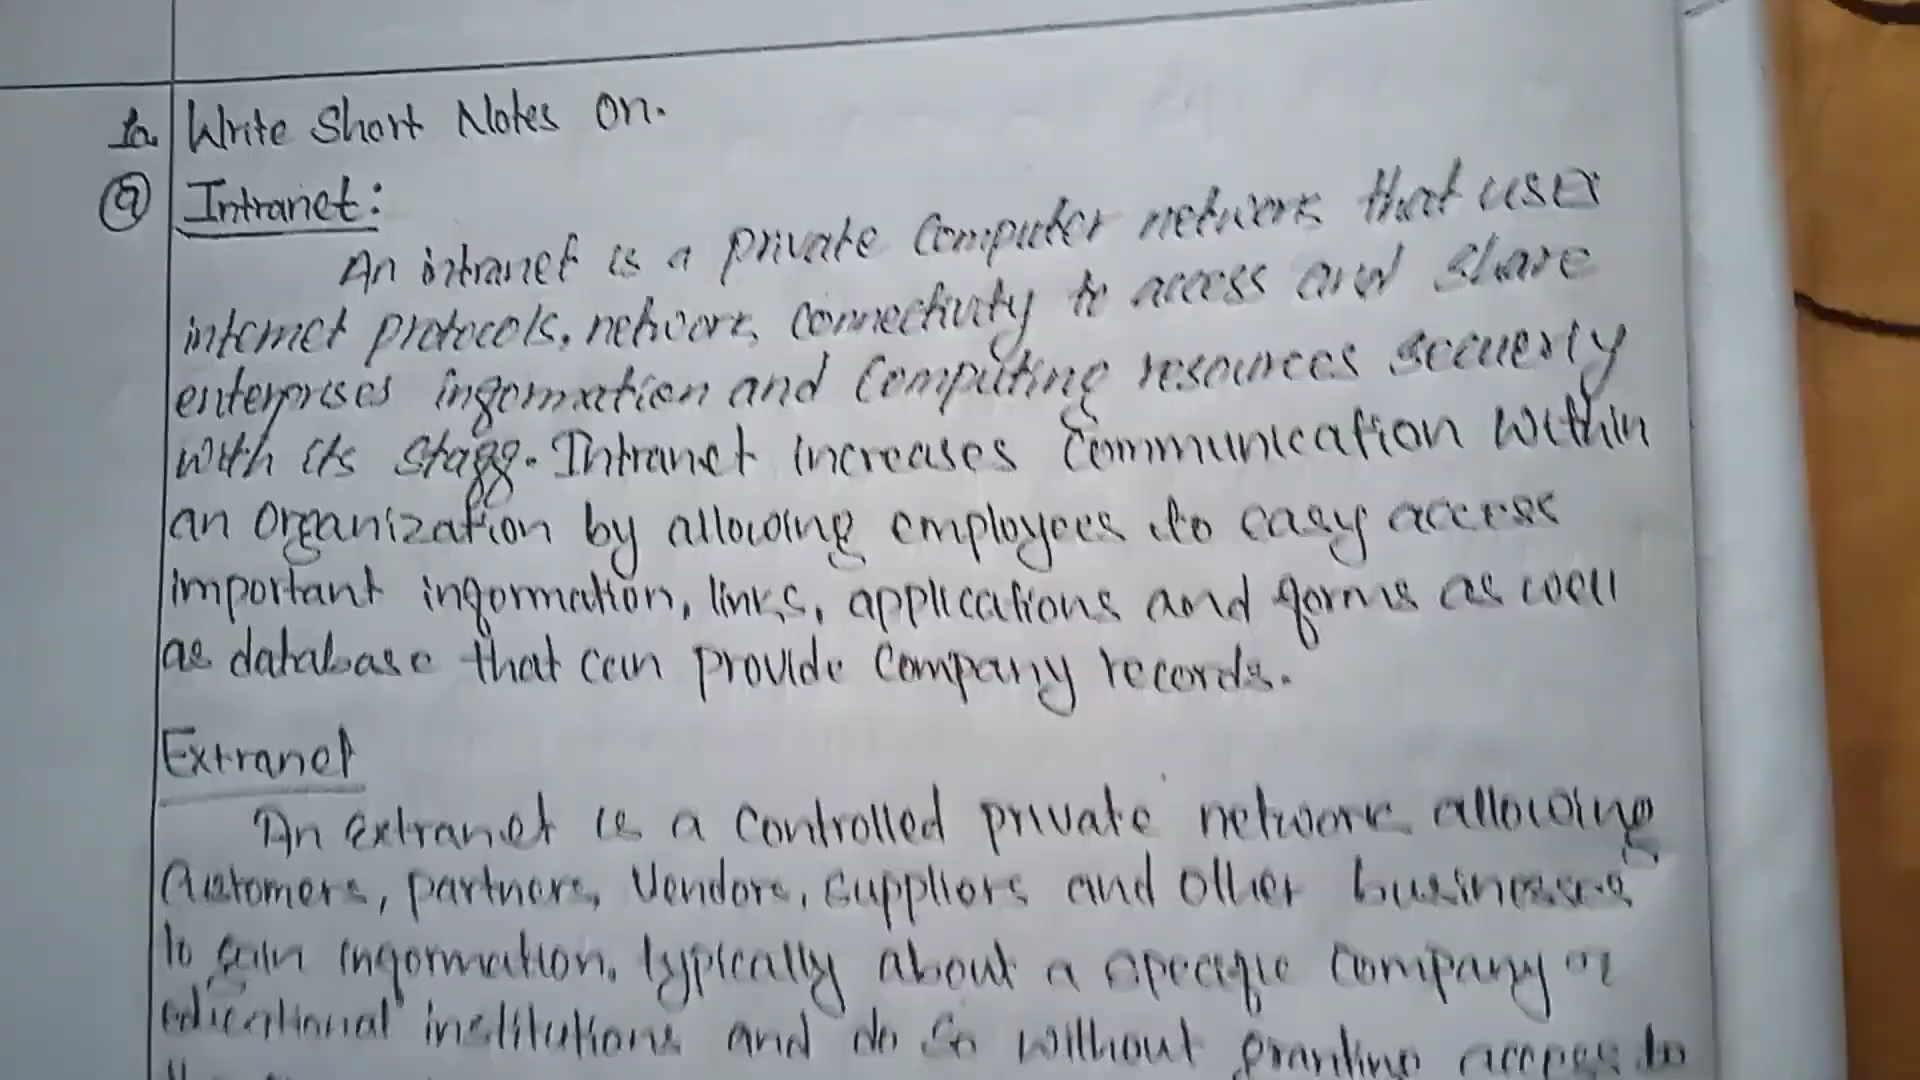 1a. Write Short Notes on.
(a) Intranet:
An intranet is a private computer network that uses
internet protocols, network, connectivity to access and share
enterprises information and computing resources securely
with its staff. Intranet increases communication within
an organization by allowing employees to easy access
important information, links, applications and forms as well
as database that can provide company records.
Extranet
An extranet is a controlled private network allowing
customers, partners, vendors, suppliers and other businesses
to gain information, typically about a specific company or
educational institutions and do so without granting access to